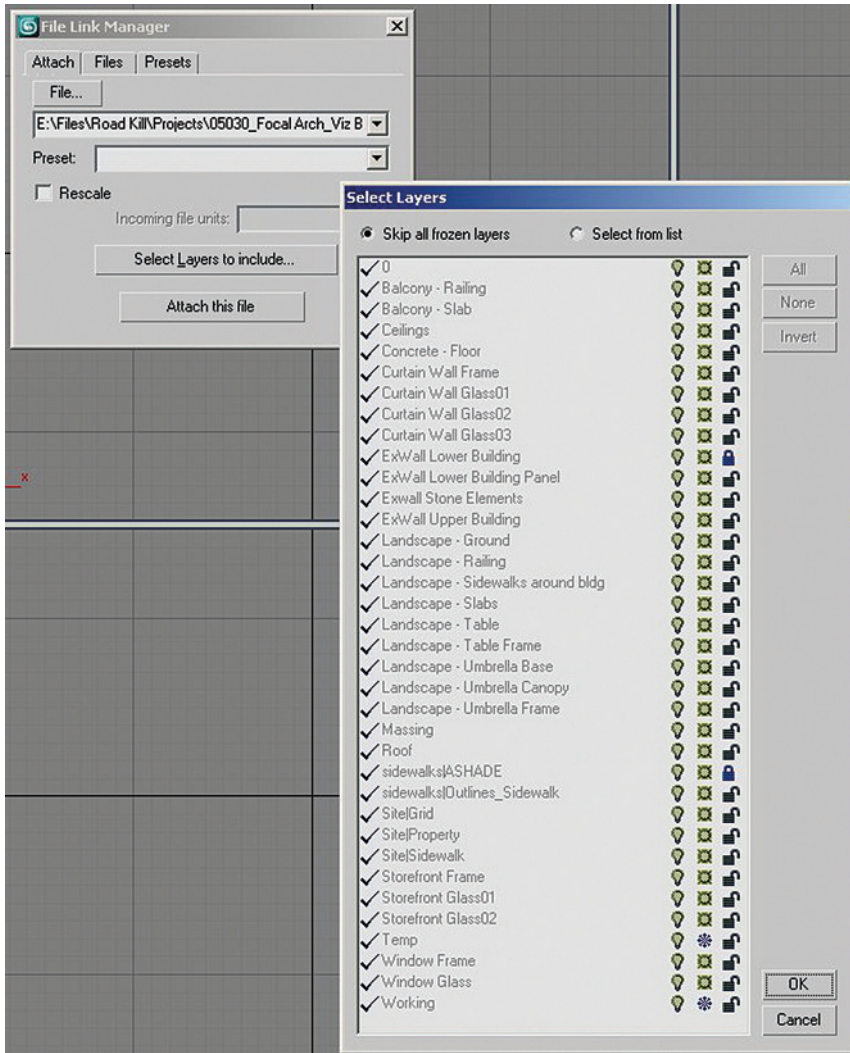 File Link Manager
Attach Files Presets
File...
E:\Files\Road Kill\Projects\05030_Focal Arch_Viz B
Preset:
Rescale
Incoming file units:
Select Layers to include...
Attach this file
x
Select Layers
Skip all frozen layers Select from list
0
Balcony - Railing
Balcony - Slab
Ceilings
Concrete - Floor
Curtain Wall Frame
Curtain Wall Glass01
Curtain Wall Glass02
Curtain Wall Glass03
ExWall Lower Building
ExWall Lower Building Panel
Exwall Stone Elements
ExWall Upper Building
Landscape - Ground
Landscape - Railing
Landscape - Sidewalks around bldg
Landscape - Slabs
Landscape - Table
Landscape - Table Frame
Landscape - Umbrella Base
Landscape - Umbrella Canopy
Landscape - Umbrella Frame
Massing
Roof
sidewalks|ASHADE
sidewalks|Outlines_Sidewalk
Site|Grid
Site|Property
Site|Sidewalk
Storefront Frame
Storefront Glass01
Storefront Glass02
Temp
Window Frame
Window Glass
Working
All
None
Invert
OK
Cancel